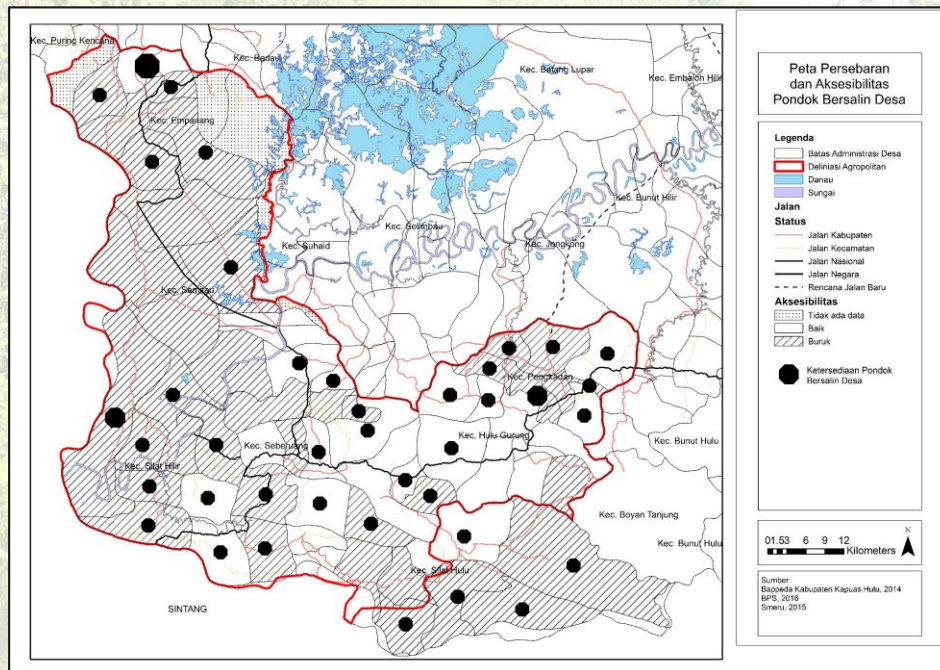 Kec. Puring Kencana
Kec. Badau
Kec. Batang Lupar
Kec. Embaloh Hilir
Kec. Empanang
Kec. Bunut Hilir
Kec. Selimbau
Kec. Suhaid
Kec. Jongkong
Kec. Semitau
Kec. Pengkadan
Kec. Seberuang
Kec. Hulu Gurung
Kec. Bunut Hulu
Kec. Silat Hilir
Kec. Boyan Tanjung
Kec. Bunut Hulu
Kec. Silat Hulu
SINTANG
Peta Persebaran
dan Aksesibilitas
Pondok Bersalin Desa
Legenda
Batas Administrasi Desa
Deliniasi Agropolitan
Danau
Sungai
Jalan
Status
Jalan Kabupaten
Jalan Kecamatan
Jalan Nasional
Jalan Negara
Rencana Jalan Baru
Aksesibilitas
Tidak ada data
Baik
Buruk
Ketersediaan Pondok
Bersalin Desa
N
01.53 6 9 12
Kilometers
Sumber:
Bappeda Kabupaten Kapuas Hulu, 2014
BPS, 2016
Smeru, 2015